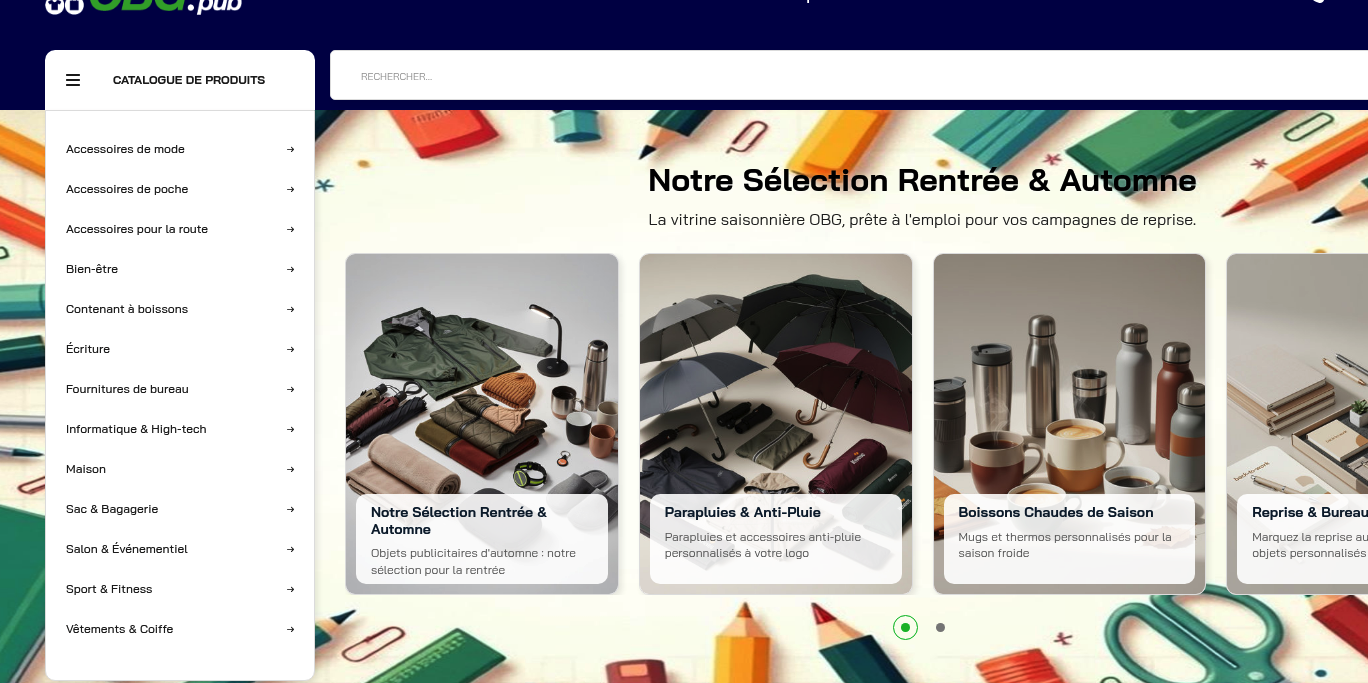 OBG.pub
CATALOGUE DE PRODUITS
RECHERCHER...
Accessoires de mode
Accessoires de poche
Accessoires pour la route
Bien-être
Contenant à boissons
Écriture
Fournitures de bureau
Informatique & High-tech
Maison
Sac & Bagagerie
Salon & Événementiel
Sport & Fitness
Vêtements & Coiffe
Notre Sélection Rentrée & Automne
La vitrine saisonnière OBG, prête à l'emploi pour vos campagnes de reprise.
Notre Sélection Rentrée &
Automne
Objets publicitaires d'automne : notre
sélection pour la rentrée
Parapluies & Anti-Pluie
Parapluies et accessoires anti-pluie
personnalisés à votre logo
Boissons Chaudes de Saison
Mugs et thermos personnalisés pour la
saison froide
back-to-work
Reprise & Bureau
Marquez la reprise au
objets personnalisés